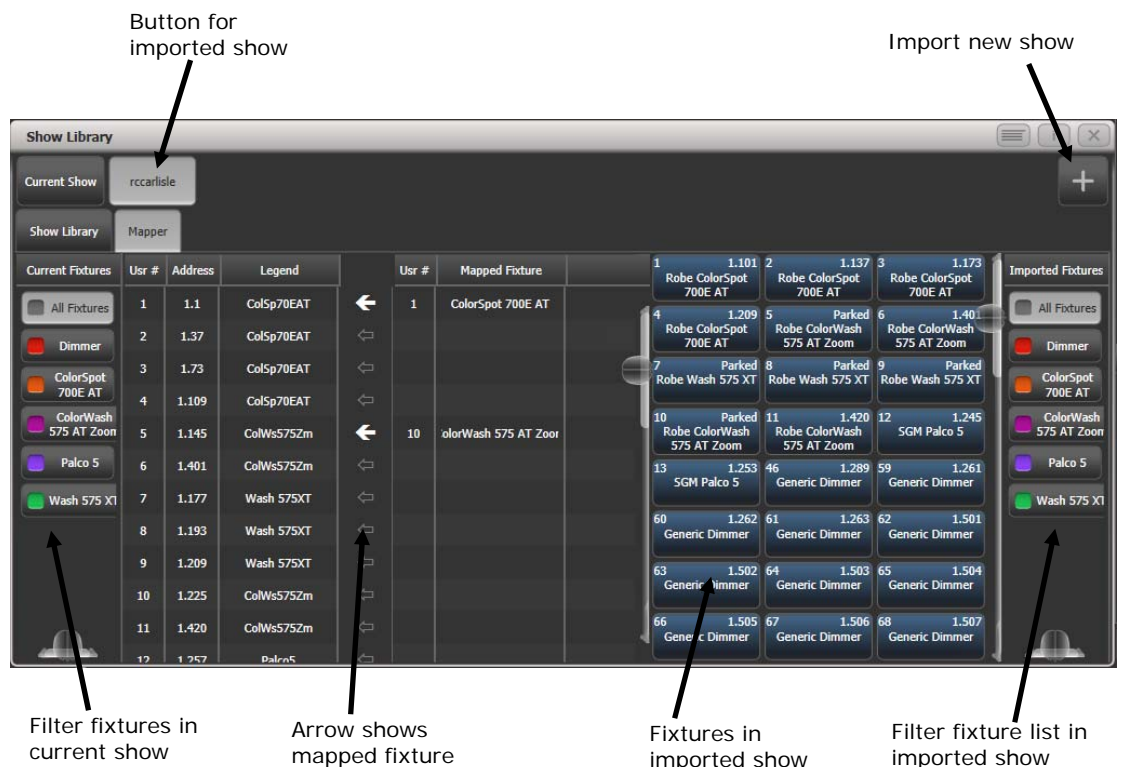 Button for
imported show
Import new show
Show Library
Current Show
rccarlisle
Show Library
Mapper
Current Fixtures
Usr #
Address
Legend
Usr #
Mapped Fixture
Imported Fixtures
All Fixtures
Dimmer
ColorSpot
700E AT
ColorWash
575 AT Zoom
Palco 5
Wash 575 XT
1 1.1 ColSp70EAT 1 ColorSpot 700E AT
2 1.37 ColSp70EAT
3 1.73 ColSp70EAT
4 1.109 ColSp70EAT
5 1.145 ColWs575Zm 10 olorWash 575 AT Zoor
6 1.401 ColWs575Zm
7 1.177 Wash 575XT
8 1.193 Wash 575XT
9 1.209 Wash 575XT
10 1.225 ColWs575Zm
11 1.420 ColWs575Zm
12 1.257 Palco5
1 1.101 2 1.137 3 1.173
Robe ColorSpot Robe ColorSpot Robe ColorSpot
700E AT 700E AT 700E AT
4 1.209 5 Parked 6 1.401
Robe ColorSpot Robe ColorWash Robe ColorWash
700E AT 575 AT Zoom 575 AT Zoom
7 Parked 8 Parked 9 Parked
Robe Wash 575 XT Robe Wash 575 XT Robe Wash 575 XT
10 Parked 11 1.420 12 1.245
Robe ColorWash Robe ColorWash SGM Palco 5
575 AT Zoom 575 AT Zoom
13 1.253 46 1.289 59 1.261
SGM Palco 5 Generic Dimmer Generic Dimmer
60 1.262 61 1.263 62 1.501
Generic Dimmer Generic Dimmer Generic Dimmer
63 1.502 64 1.503 65 1.504
Generic Dimmer Generic Dimmer Generic Dimmer
66 1.505 67 1.506 68 1.507
Generic Dimmer Generic Dimmer Generic Dimmer
All Fixtures
Dimmer
ColorSpot
700E AT
ColorWash
575 AT Zoom
Palco 5
Wash 575 XT
Filter fixtures in
current show
Arrow shows
mapped fixture
Fixtures in
imported show
Filter fixture list in
imported show